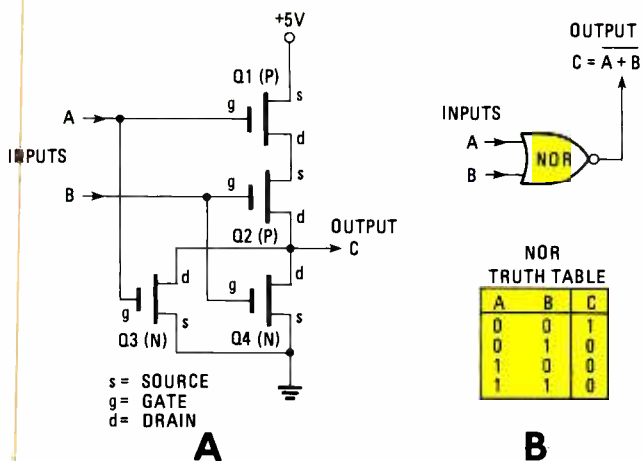 +5V
Q1 (P)
s
g
A
d
INPUTS
s
g
B
d
Q2 (P)
OUTPUT
C
d
g
s
Q3 (N)
d
g
s
Q4 (N)
s = SOURCE
g = GATE
d = DRAIN
A
OUTPUT
C = A + B
INPUTS
A
B
NOR
NOR
TRUTH TABLE
A B C
0 0 1
0 1 0
1 0 0
1 1 0
B